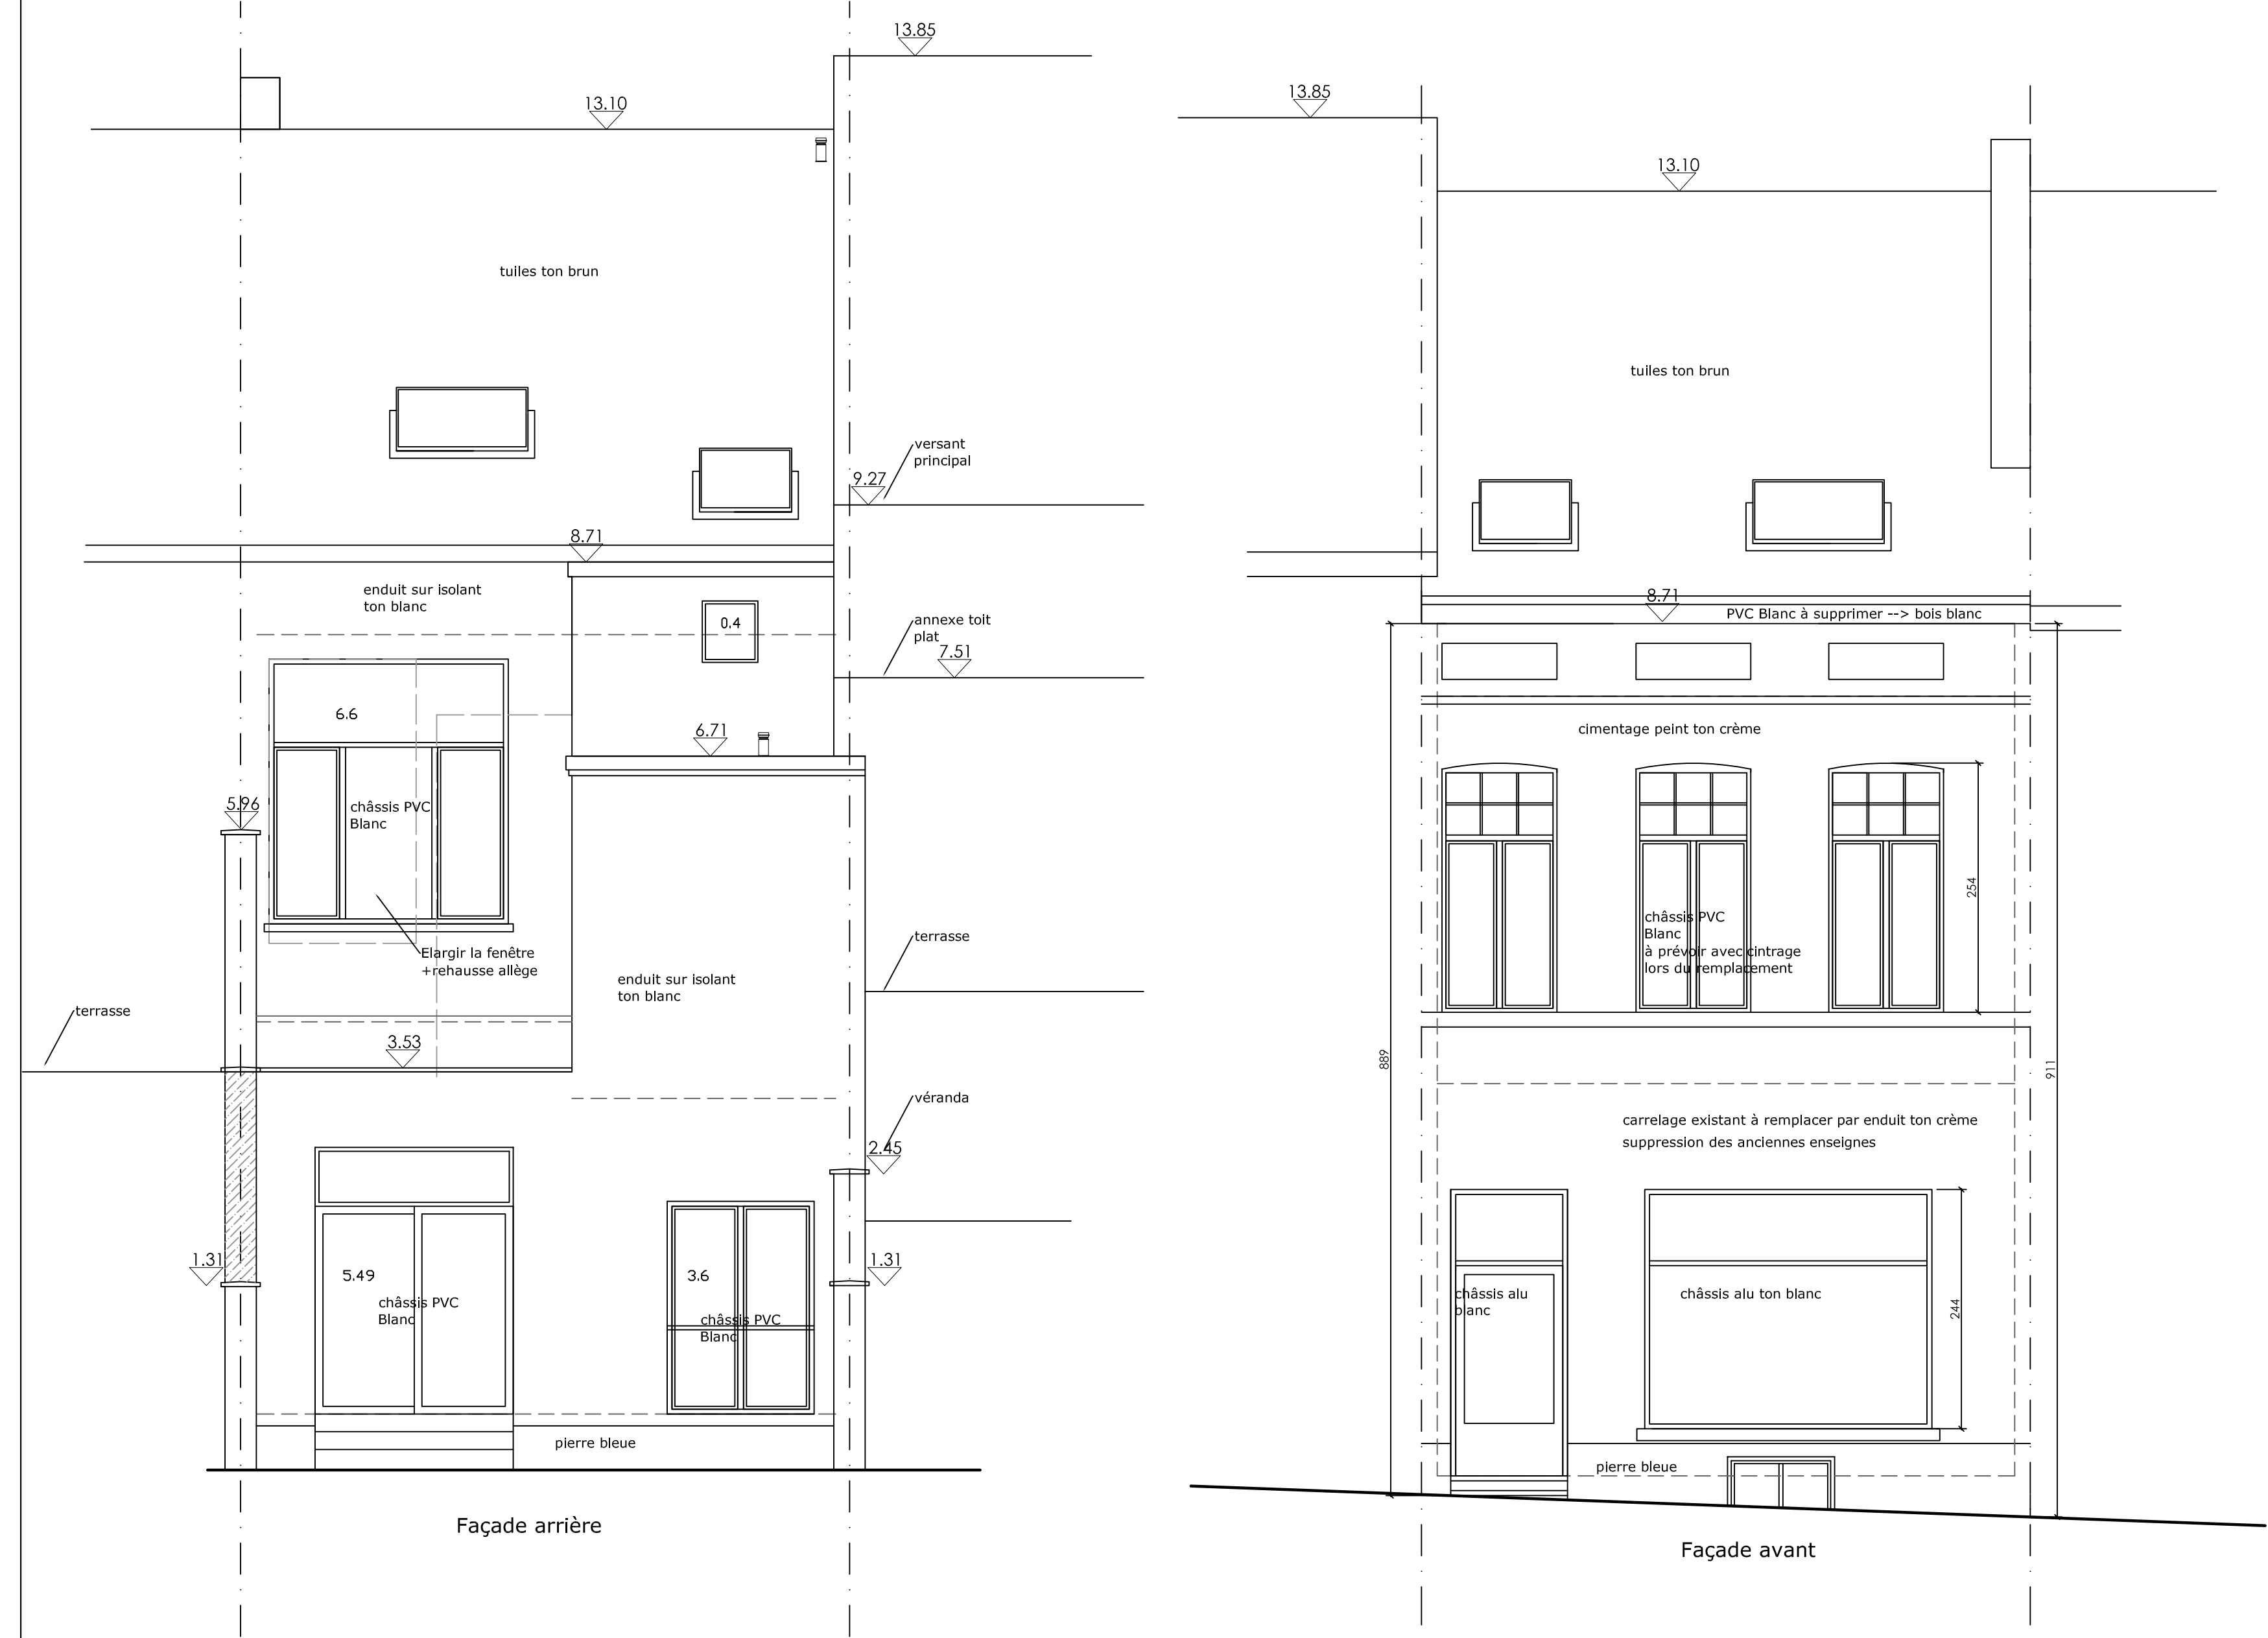 13.85
13.10
tuiles ton brun
versant
principal
9.27
8.71
enduit sur isolant
ton blanc
0.4
annexe toit
plat
7.51
6.6
6.71
5.96
châssis PVC
Blanc
Elargir la fenêtre
+rehausse allège
terrasse
enduit sur isolant
ton blanc
terrasse
3.53
véranda
2.45
1.31
5.49
châssis PVC
Blanc
3.6
châssis PVC
Blanc
1.31
pierre bleue
Façade arrière
13.85
13.10
tuiles ton brun
8.71
PVC Blanc à supprimer --> bois blanc
cimentage peint ton crème
254
châssis PVC
Blanc
à prévoir avec cintrage
lors du remplacement
889
911
carrelage existant à remplacer par enduit ton crème
suppression des anciennes enseignes
châssis alu
blanc
châssis alu ton blanc
244
pierre bleue
Façade avant